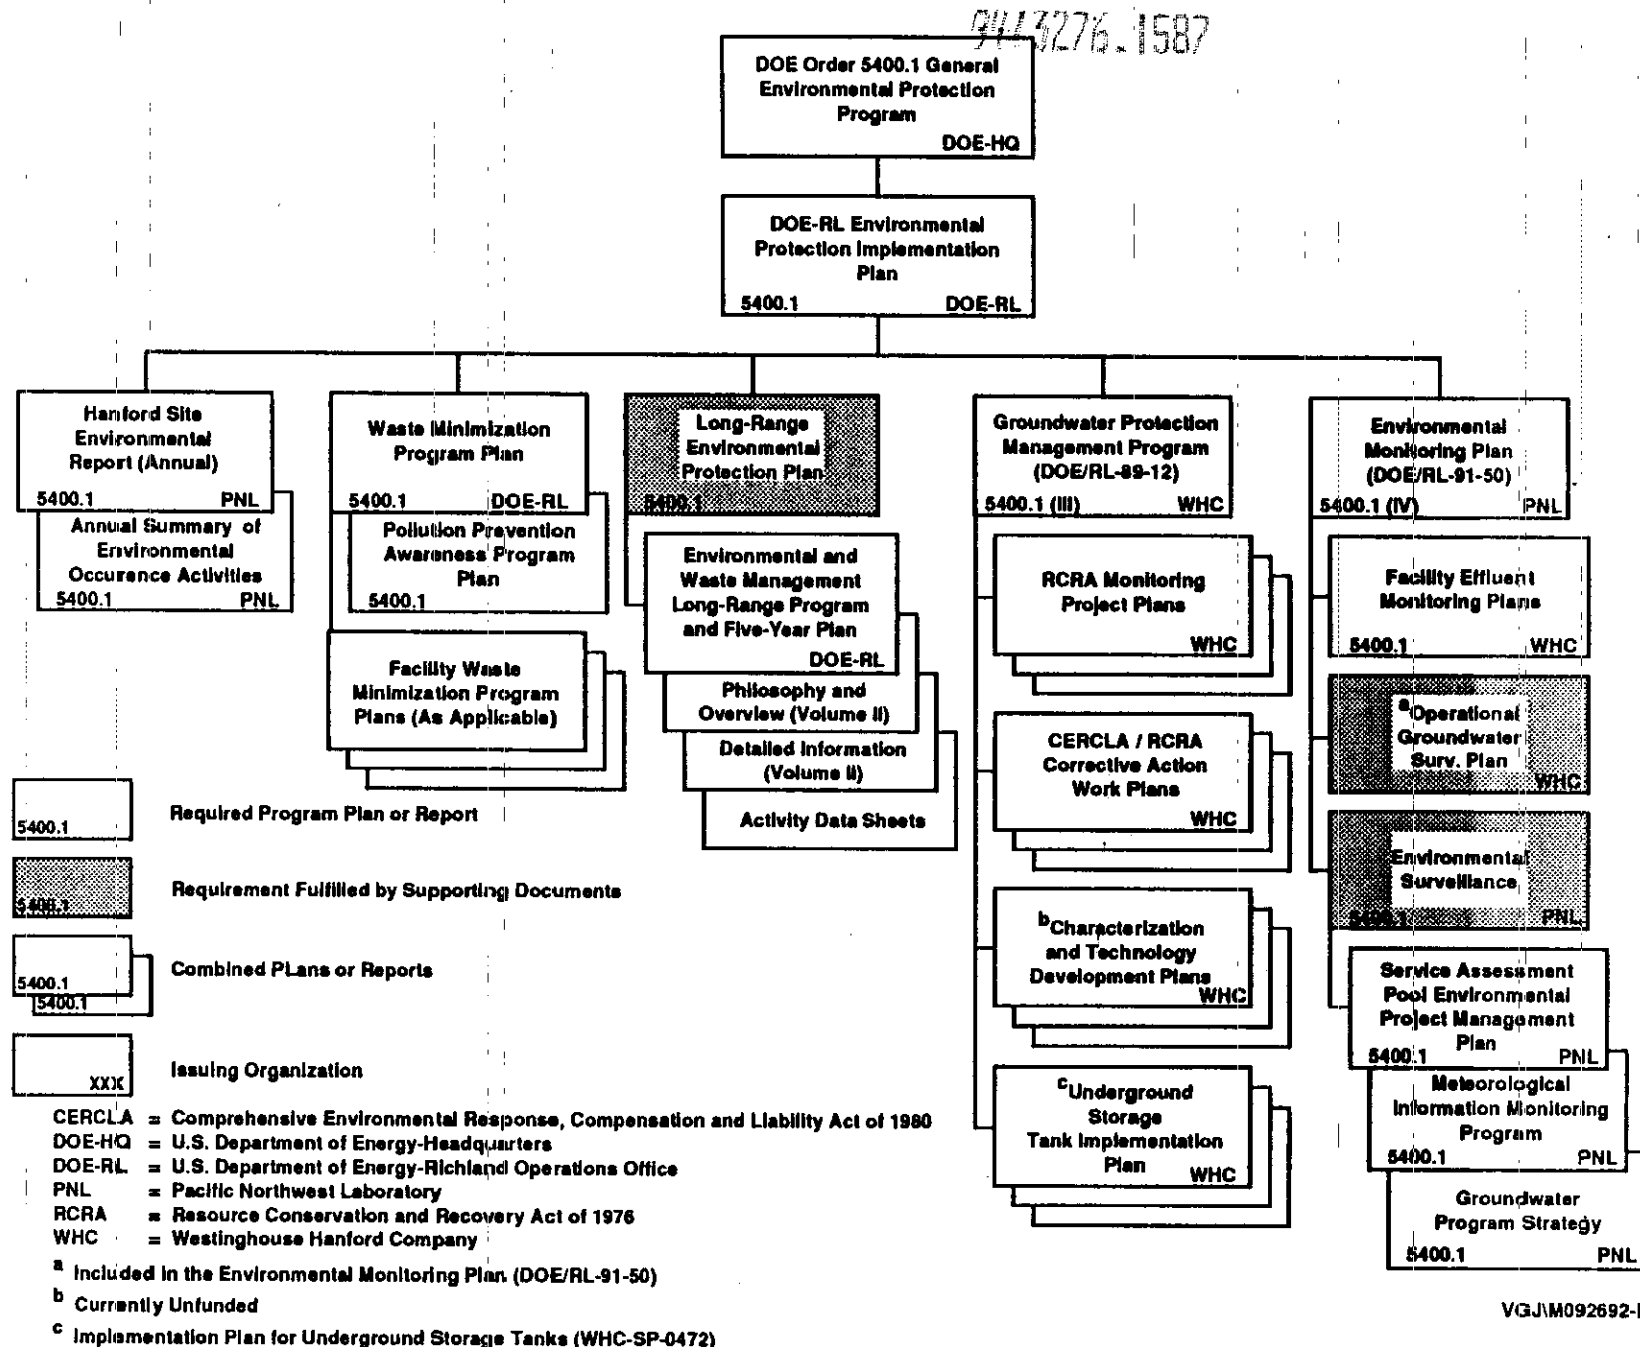 9413276.1587
DOE Order 5400.1 General
Environmental Protection
Program
DOE-HQ
DOE-RL Environmental
Protection Implementation
Plan
5400.1 DOE-RL
Hanford Site
Environmental
Report (Annual)
5400.1 PNL
Annual Summary of
Environmental
Occurence Activities
5400.1 PNL
Waste Minimization
Program Plan
5400.1 DOE-RL
Pollution Prevention
Awareness Program
Plan
5400.1
Facility Waste
Minimization Program
Plans (As Applicable)
Long-Range
Environmental
Protection Plan
5400.1
Environmental and
Waste Management
Long-Range Program
and Five-Year Plan
DOE-RL
Philosophy and
Overview (Volume II)
Detailed Information
(Volume II)
Activity Data Sheets
Groundwater Protection
Management Program
(DOE/RL-89-12)
5400.1 (III) WHC
RCRA Monitoring
Project Plans
WHC
CERCLA / RCRA
Corrective Action
Work Plans
WHC
b Characterization
and Technology
Development Plans
WHC
c Underground
Storage
Tank Implementation
Plan
WHC
Environmental
Monitoring Plan
(DOE/RL-91-50)
5400.1 (IV) PNL
Facility Effluent
Monitoring Plans
5400.1 WHC
a Operational
Groundwater
Surv. Plan
WHC
Environmental
Surveillance
5400.1 PNL
Service Assessment
Pool Environmental
Project Management
Plan
5400.1 PNL
Meteorological
Information Monitoring
Program
5400.1 PNL
Groundwater
Program Strategy
5400.1 PNL
5400.1
Required Program Plan or Report
5400.1
Requirement Fulfilled by Supporting Documents
5400.1
5400.1
Combined PLans or Reports
XXX
Issuing Organization
CERCLA = Comprehensive Environmental Response, Compensation and Liability Act of 1980
DOE-HQ = U.S. Department of Energy-Headquarters
DOE-RL = U.S. Department of Energy-Richland Operations Office
PNL = Pacific Northwest Laboratory
RCRA = Resource Conservation and Recovery Act of 1976
WHC = Westinghouse Hanford Company
a Included in the Environmental Monitoring Plan (DOE/RL-91-50)
b Currently Unfunded
c Implementation Plan for Underground Storage Tanks (WHC-SP-0472)
VGJ\M092692-